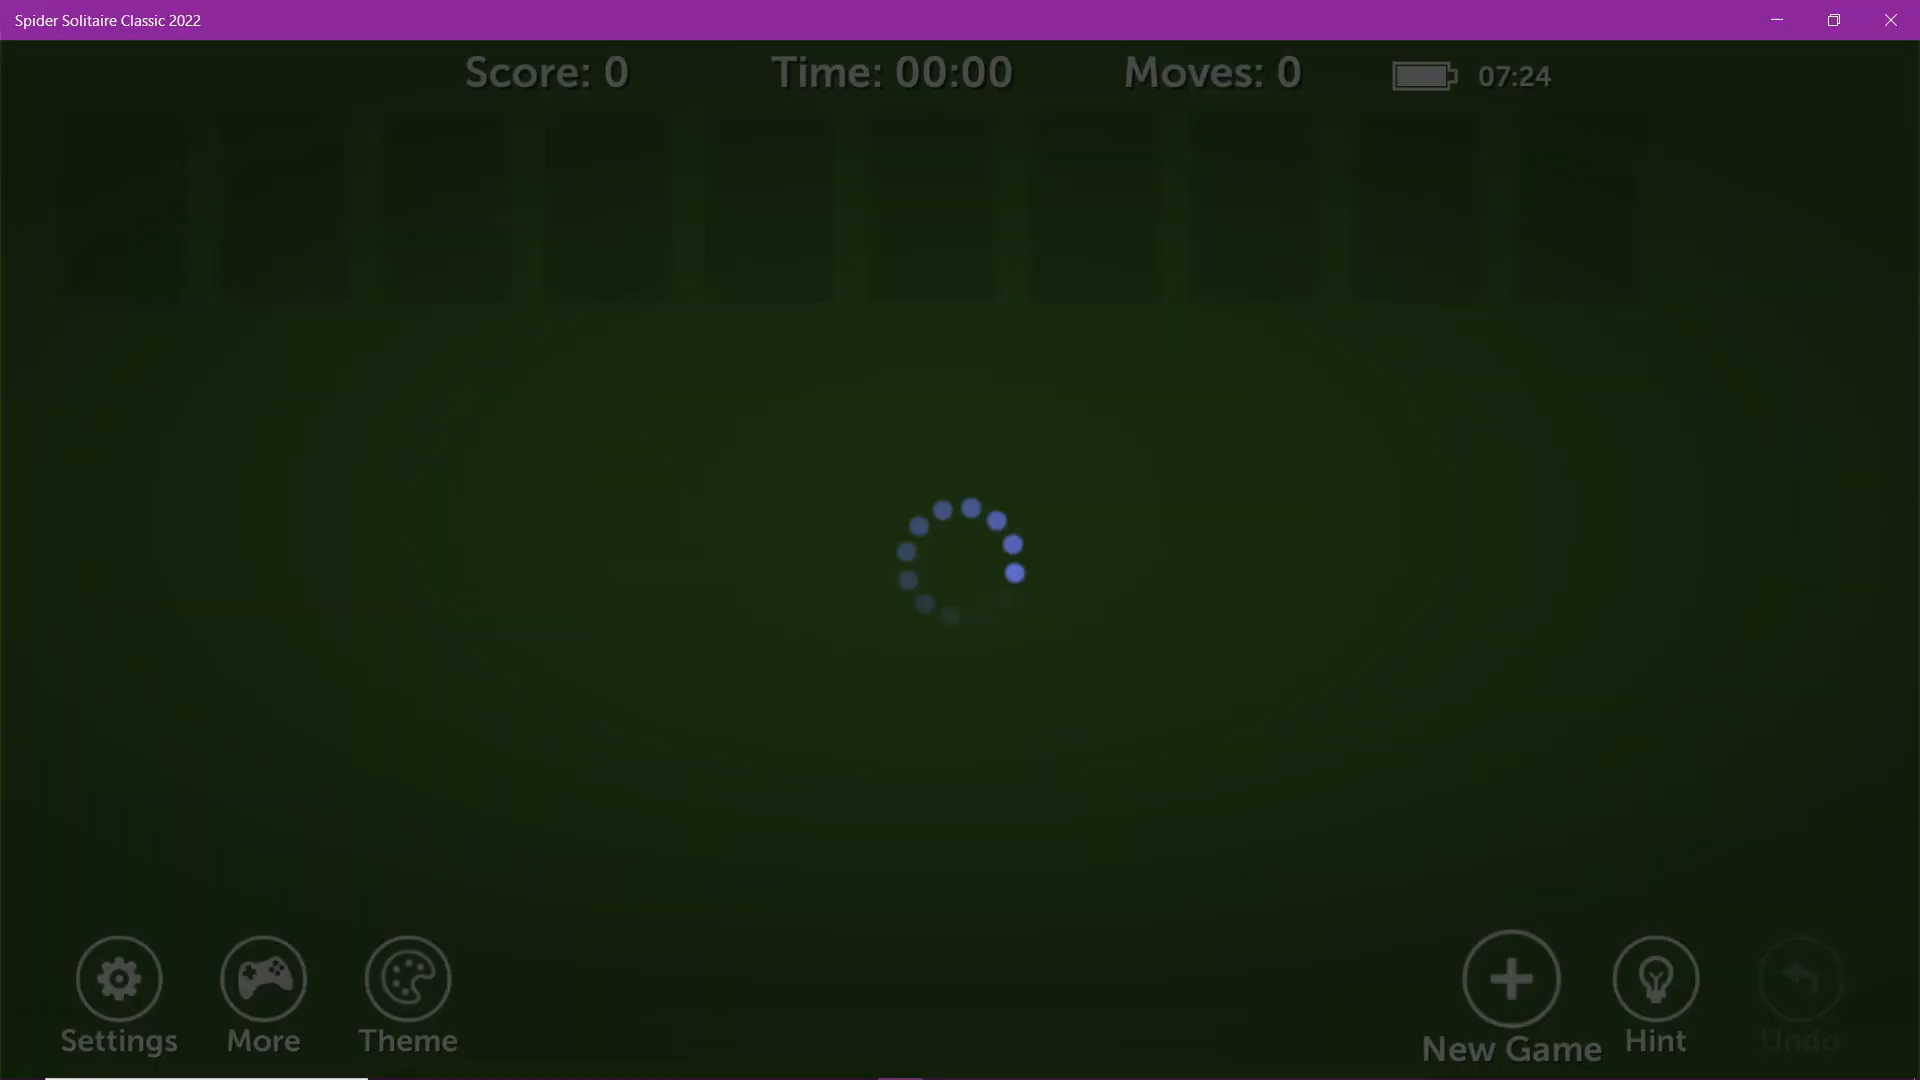 Spider Solitaire Classic 2022
Score: 0 Time: 00:00 Moves: 0 07:24
Settings More Theme New Game Hint Undo